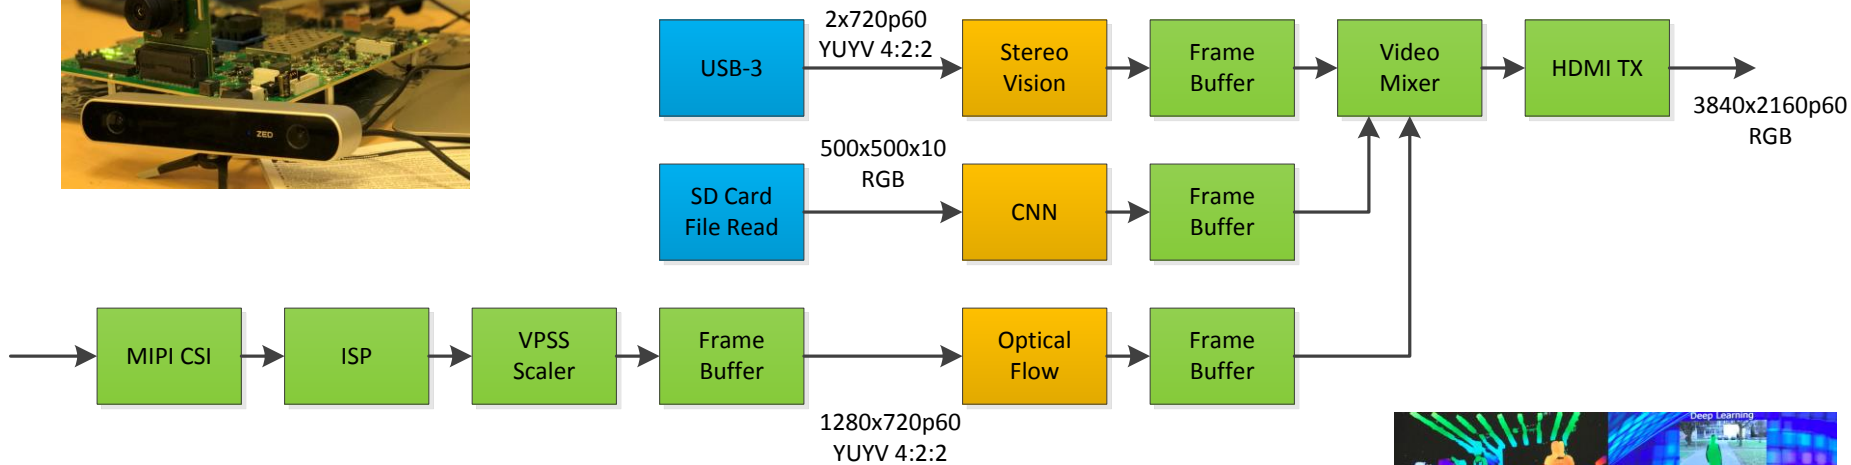 ZED
USB-3
2x720p60
YUYV 4:2:2
Stereo
Vision
Frame
Buffer
Video
Mixer
HDMI TX
3840x2160p60
RGB
SD Card
File Read
500x500x10
RGB
CNN
Frame
Buffer
MIPI CSI
ISP
VPSS
Scaler
Frame
Buffer
1280x720p60
YUYV 4:2:2
Optical
Flow
Frame
Buffer
Deep Learning